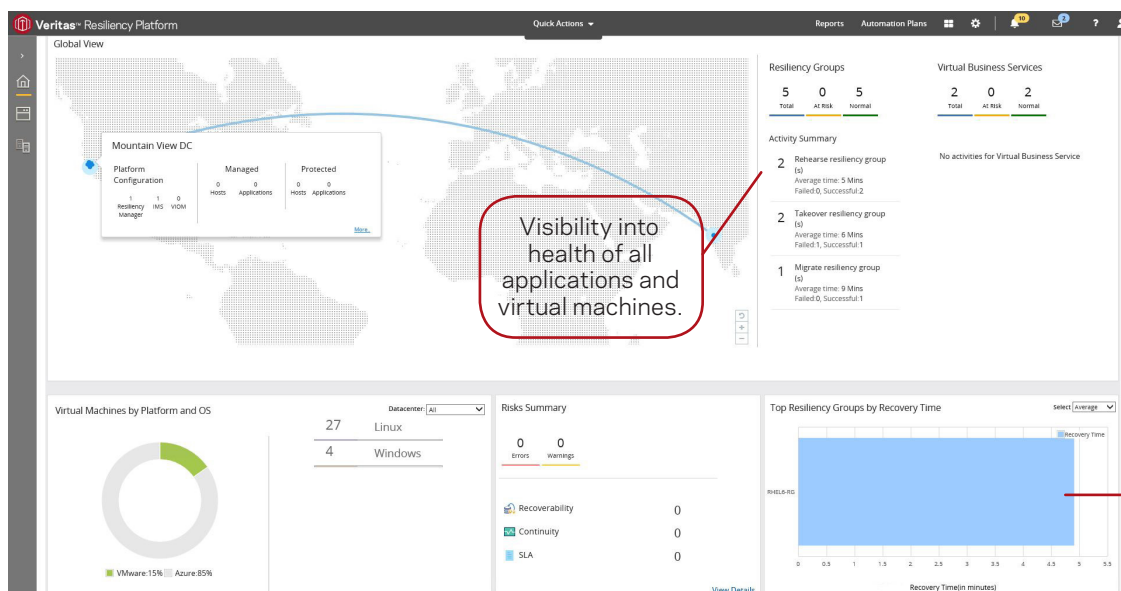 Veritas™ Resiliency Platform
Quick Actions
Reports
Automation Plans
10
2
?
Global View
Mountain View DC
Platform
Configuration
Managed
Protected
1
1
0
0
0
0
0
Resiliency
Manager
IMS
VIOM
Hosts
Applications
Hosts
Applications
More..
Visibility into
health of all
applications and
virtual machines.
+
−
Resiliency Groups
5
0
5
Total
At Risk
Normal
Virtual Business Services
2
0
2
Total
At Risk
Normal
Activity Summary
2
Rehearse resiliency group
(s)
Average time: 5 Mins
Failed:0, Successful:2
2
Takeover resiliency group
(s)
Average time: 6 Mins
Failed:1, Successful:1
1
Migrate resiliency group
(s)
Average time: 9 Mins
Failed:0, Successful:1
No activities for Virtual Business Service
Virtual Machines by Platform and OS
Datacenter: All
27
Linux
4
Windows
VMware:15%
Azure:85%
Risks Summary
0
0
Errors
Warnings
Recoverability
0
Continuity
0
SLA
0
View Details
Top Resiliency Groups by Recovery Time
Select Average
Recovery Time
RHEL6-RG
0
0.5
1
1.5
2
2.5
3
3.5
4
4.5
5
5.5
Recovery Time(in minutes)